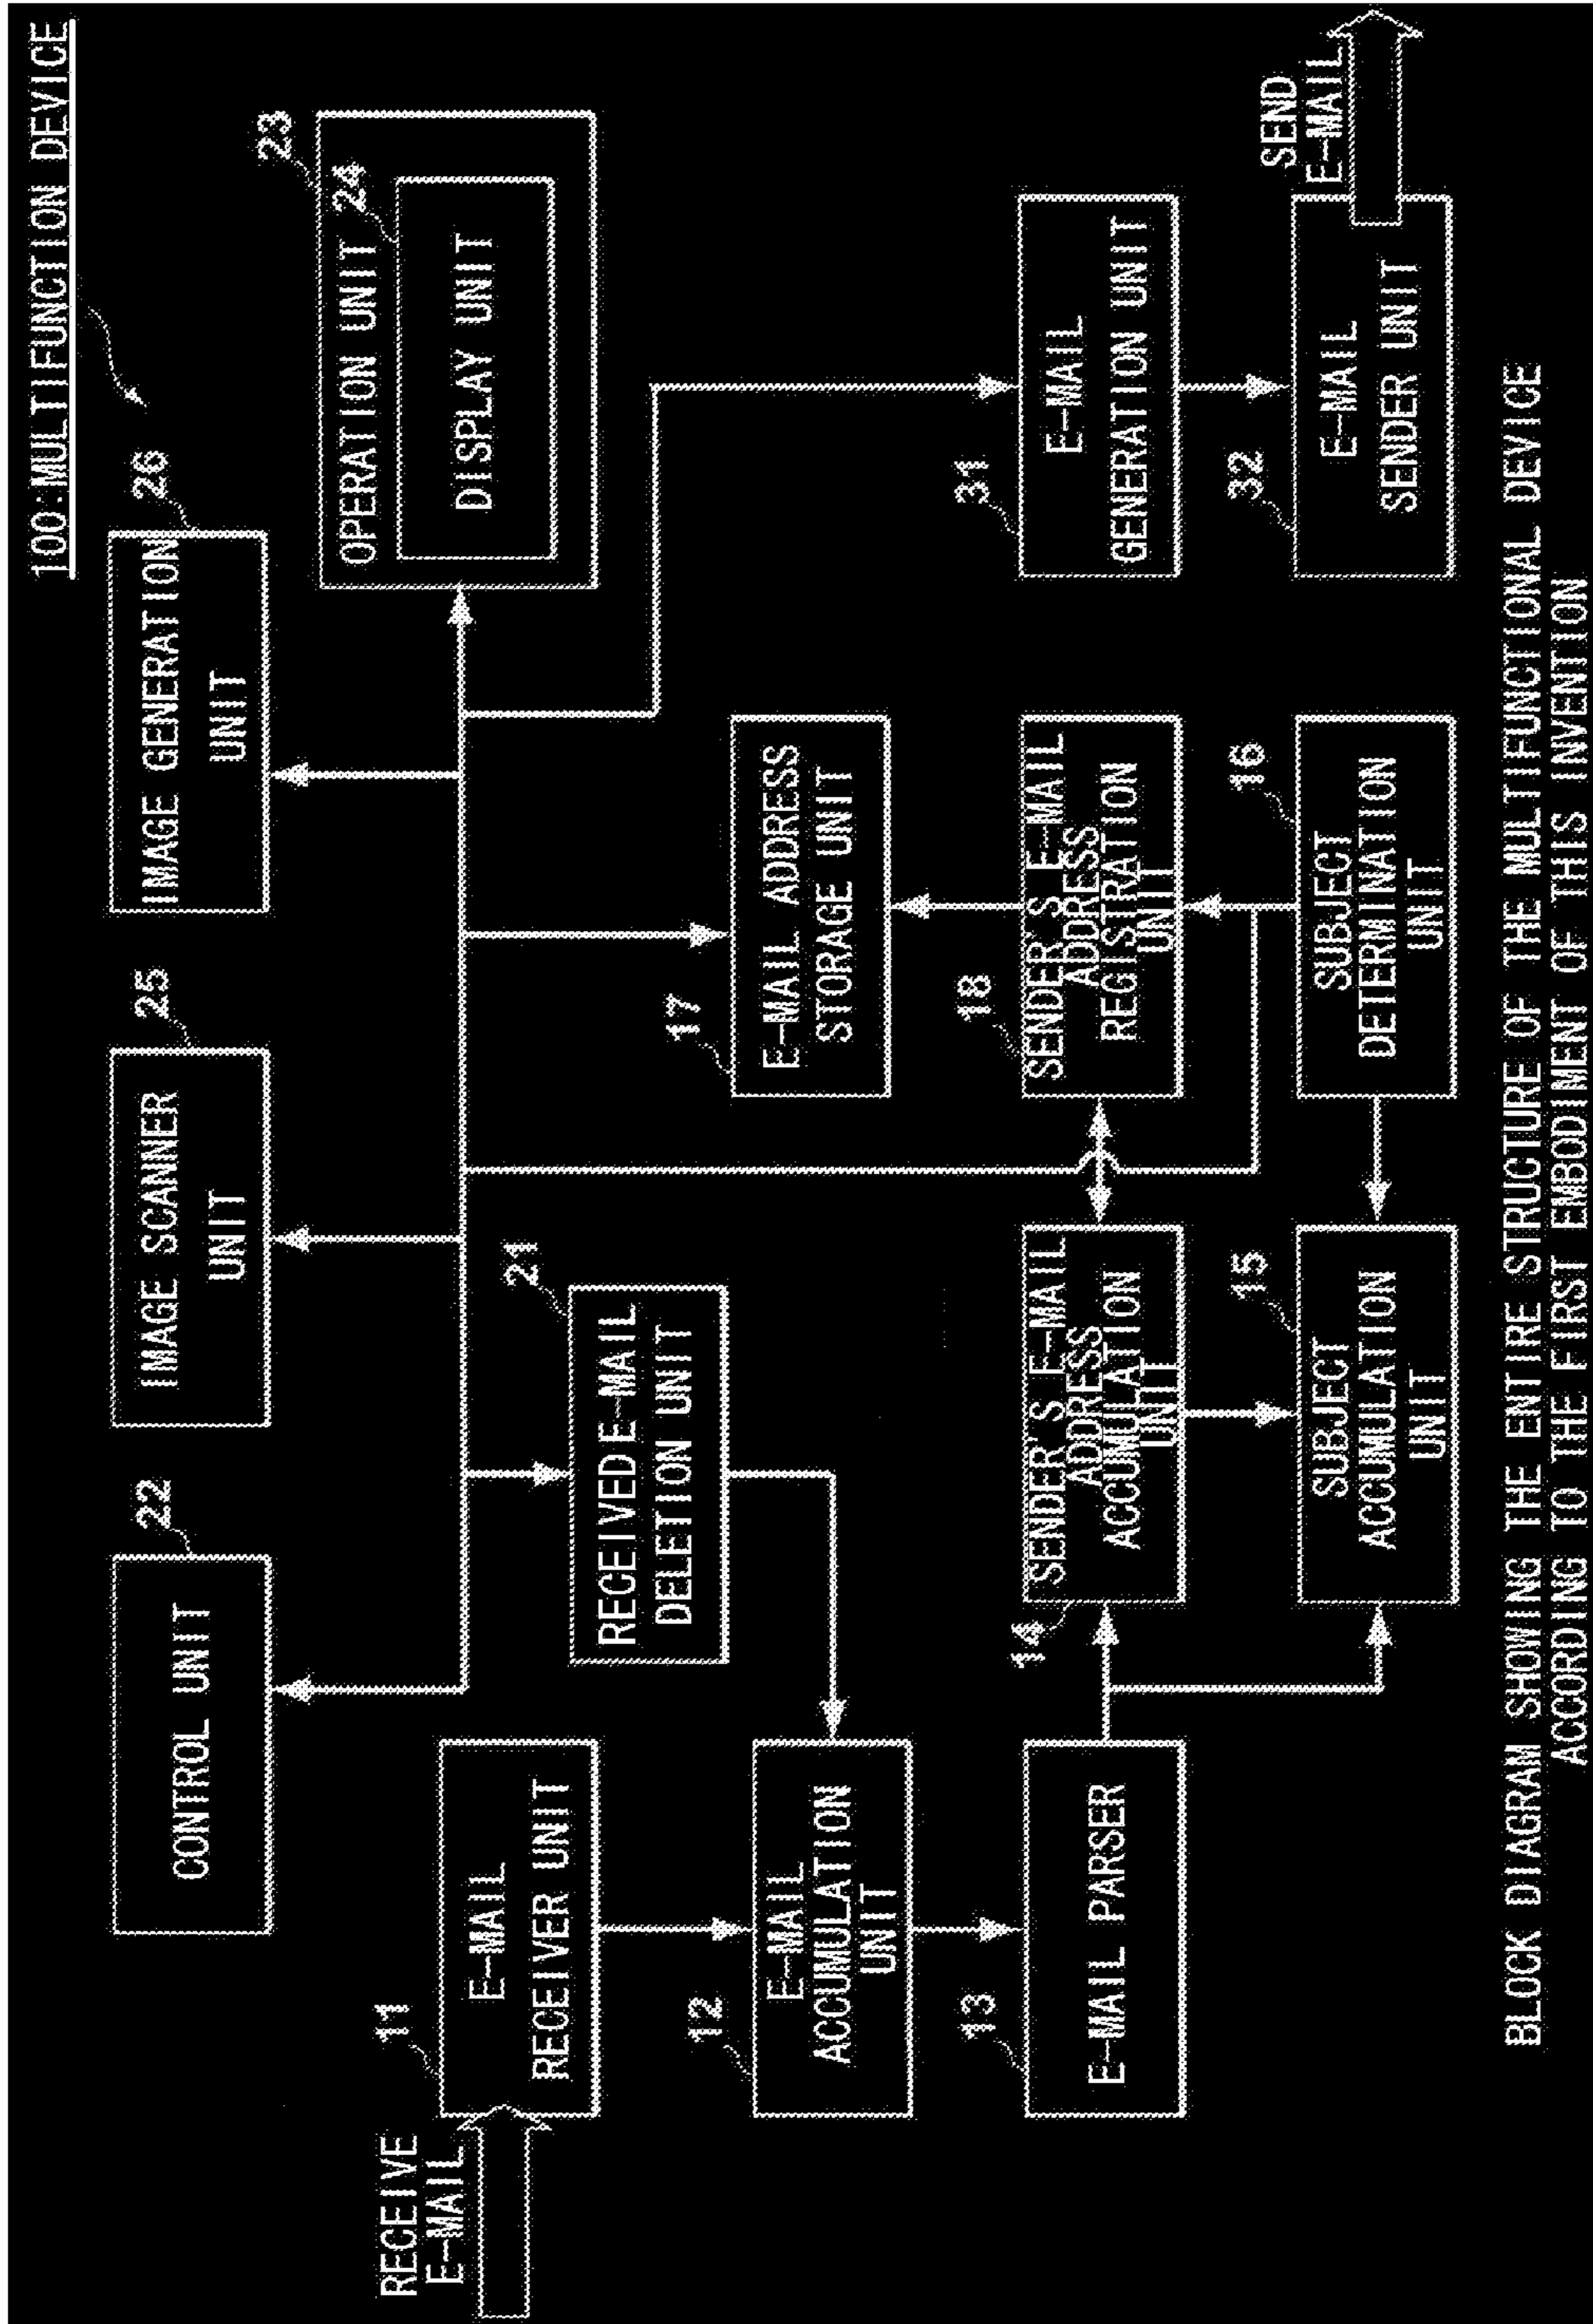 100:MULTIFUNCTION DEVICE
22
CONTROL UNIT
25
IMAGE SCANNER
UNIT
26
IMAGE GENERATION
UNIT
23
OPERATION UNIT
24
DISPLAY UNIT
RECEIVE
E-MAIL
11
E-MAIL
RECEIVER UNIT
21
RECEIVED E-MAIL
DELETION UNIT
12
E-MAIL
ACCUMULATION
UNIT
17
E-MAIL ADDRESS
STORAGE UNIT
13
E-MAIL PARSER
14
SENDER'S E-MAIL
ADDRESS
ACCUMULATION
UNIT
18
SENDER'S E-MAIL
ADDRESS
REGISTRATION
UNIT
31
E-MAIL
GENERATION UNIT
15
SUBJECT
ACCUMULATION
UNIT
16
SUBJECT
DETERMINATION
UNIT
32
E-MAIL
SENDER UNIT
SEND
E-MAIL
BLOCK DIAGRAM SHOWING THE ENTIRE STRUCTURE OF THE MULTIFUNCTIONAL DEVICE
ACCORDING TO THE FIRST EMBODIMENT OF THIS INVENTION